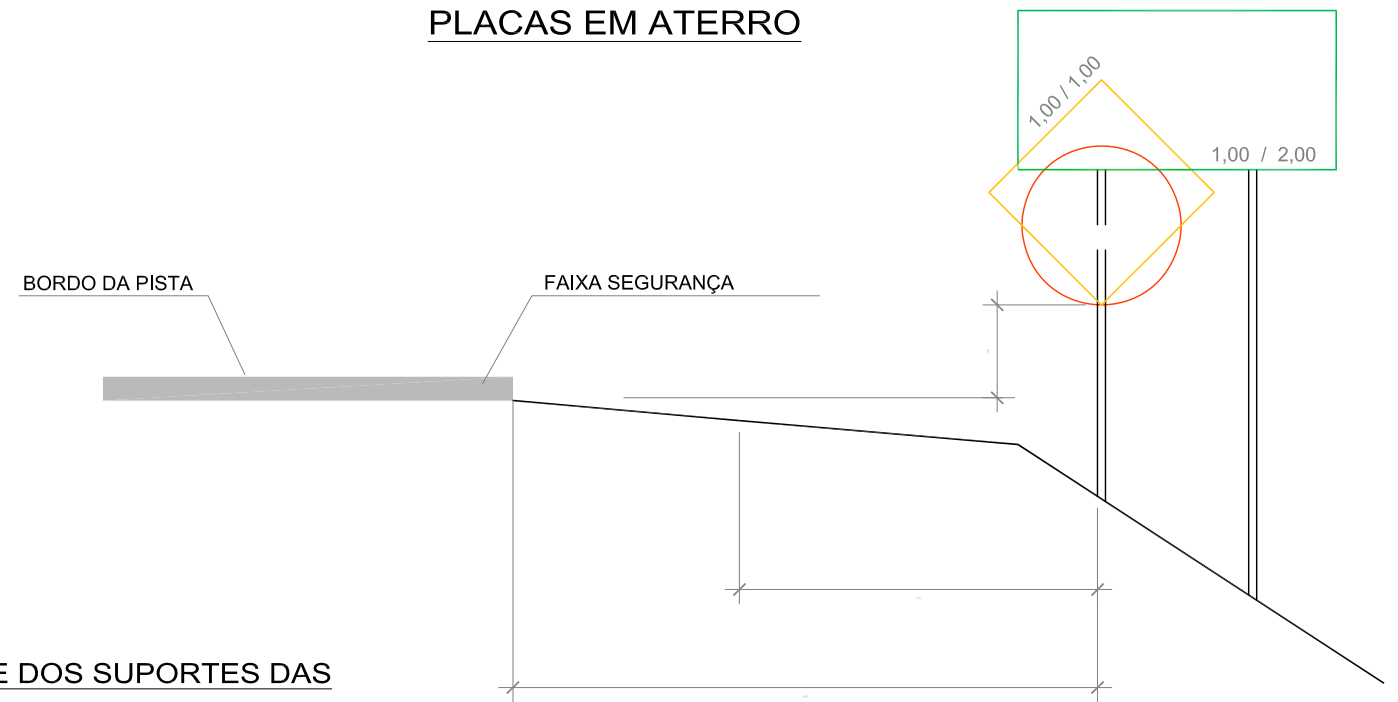 PLACAS EM ATERRO
1,00 / 1,00
1,00 / 2,00
BORDO DA PISTA
FAIXA SEGURANÇA
E DOS SUPORTES DAS